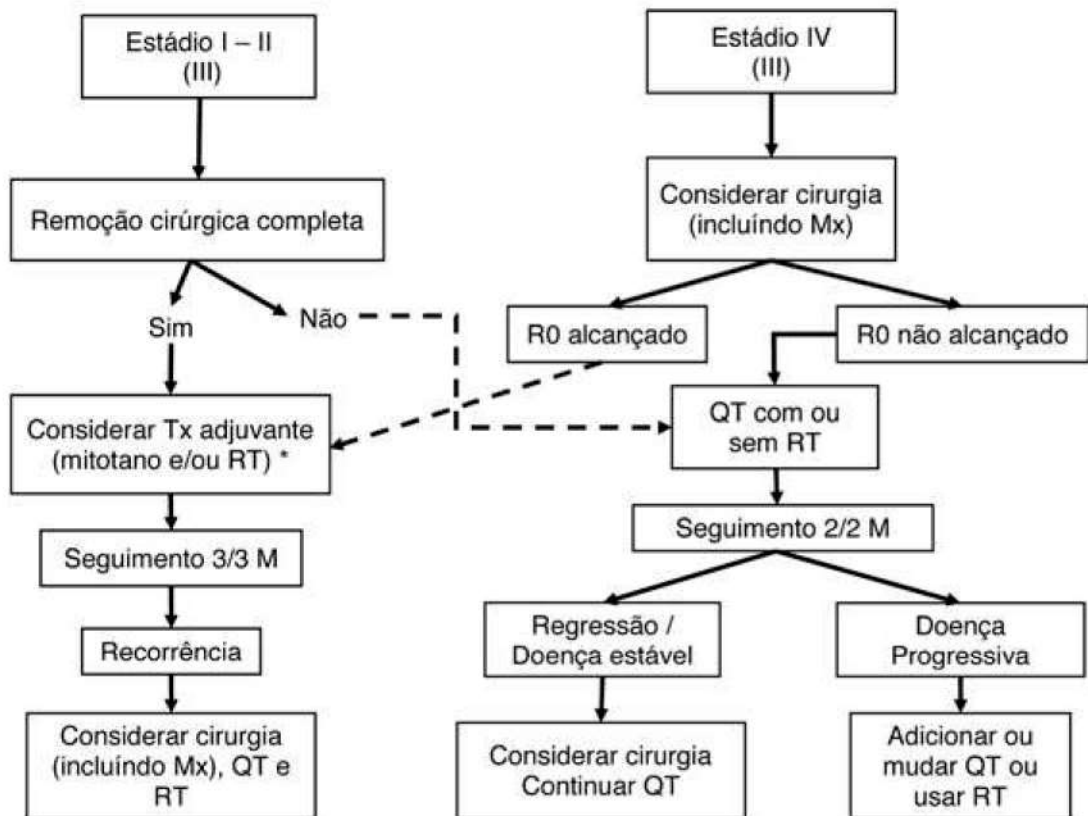 Estádio I – II
(III)
Remoção cirúrgica completa
Sim
Não
Considerar Tx adjuvante
(mitotano e/ou RT) *
Seguimento 3/3 M
Recorrência
Considerar cirurgia
(incluíndo Mx), QT e
RT
Estádio IV
(III)
Considerar cirurgia
(incluíndo Mx)
R0 alcançado
R0 não alcançado
QT com ou
sem RT
Seguimento 2/2 M
Regressão /
Doença estável
Doença
Progressiva
Considerar cirurgia
Continuar QT
Adicionar ou
mudar QT ou
usar RT